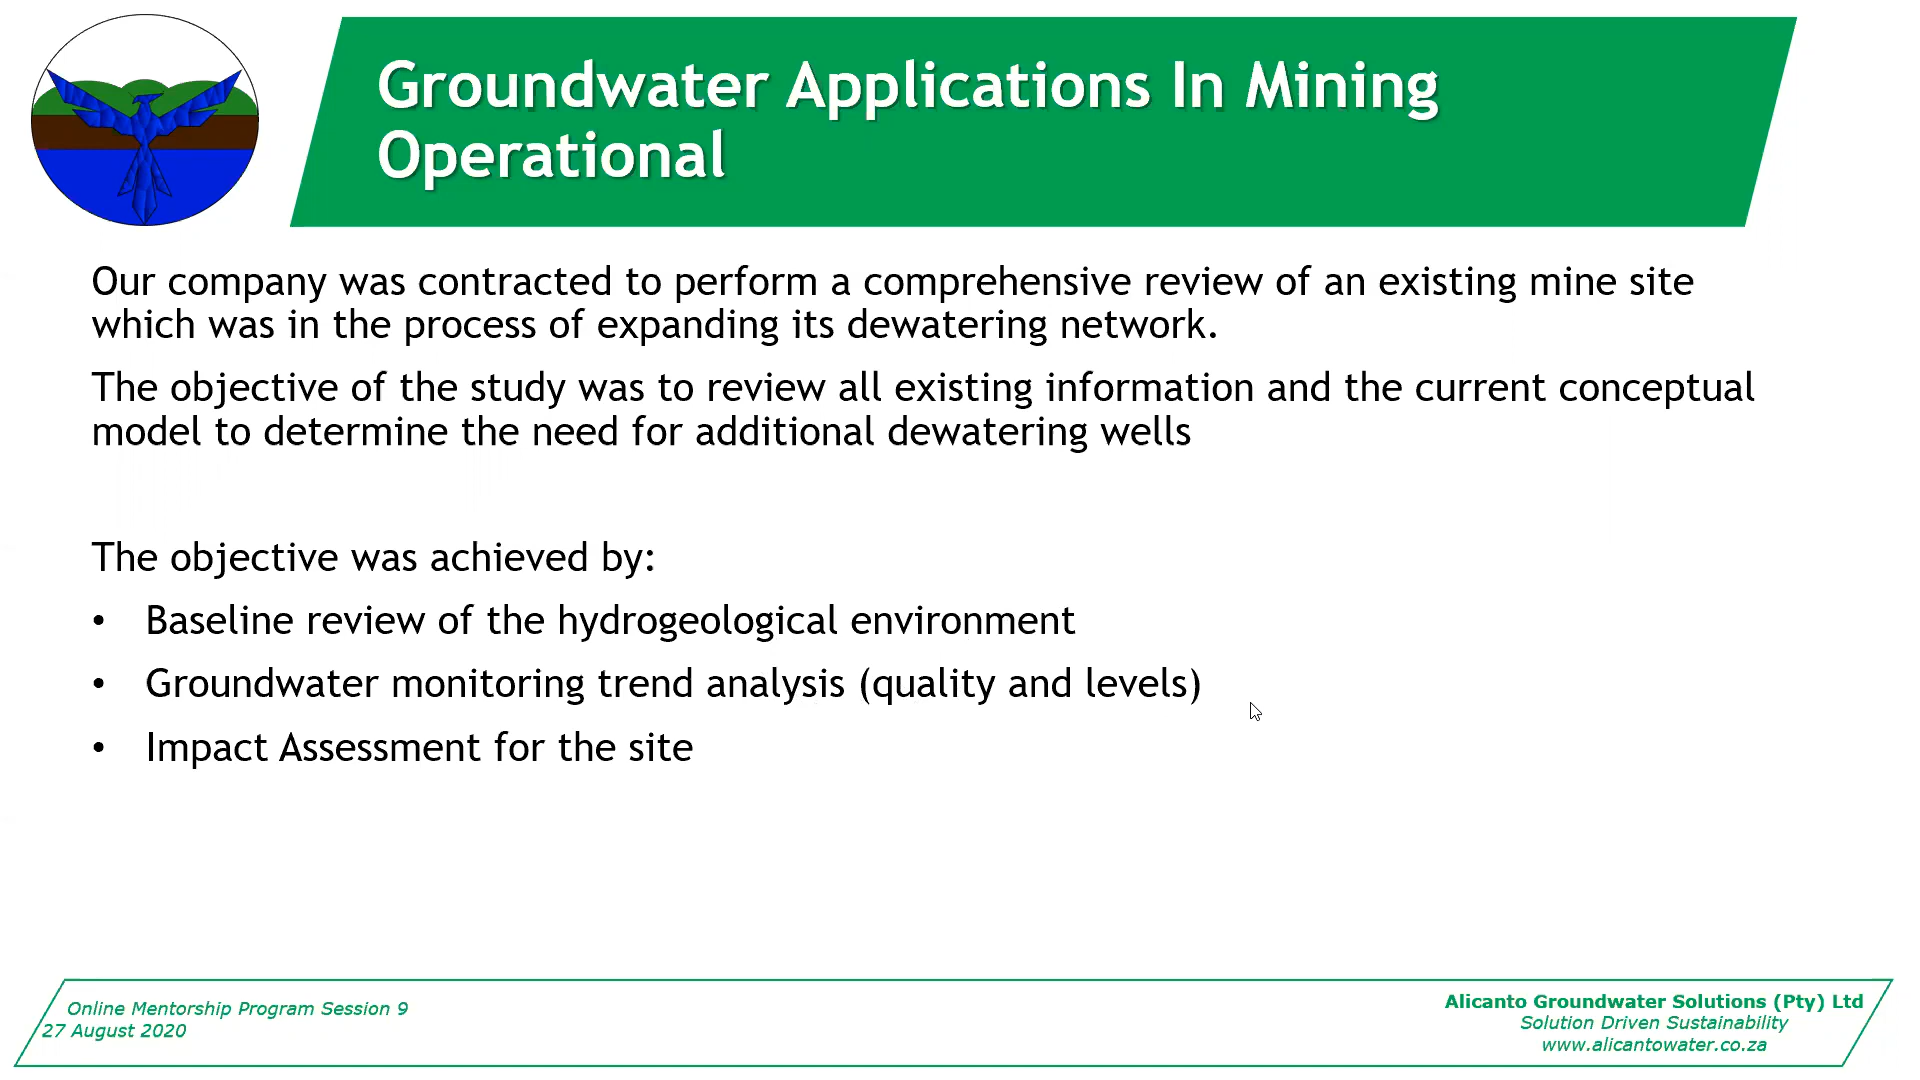 Groundwater Applications In Mining
Operational
Our company was contracted to perform a comprehensive review of an existing mine site
which was in the process of expanding its dewatering network.
The objective of the study was to review all existing information and the current conceptual
model to determine the need for additional dewatering wells
The objective was achieved by:
• Baseline review of the hydrogeological environment
• Groundwater monitoring trend analysis (quality and levels)
• Impact Assessment for the site
Online Mentorship Program Session 9
27 August 2020
Alicanto Groundwater Solutions (Pty) Ltd
Solution Driven Sustainability
www.alicantowater.co.za